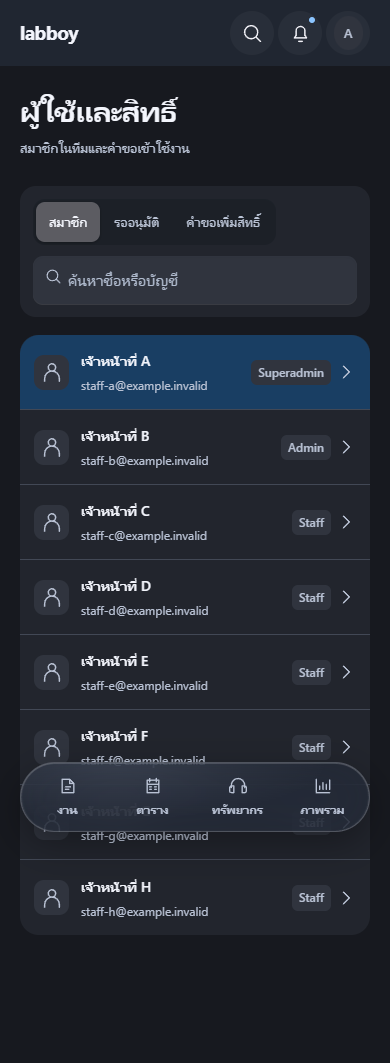 labboy
A
ผู้ใช้และสิทธิ์
สมาชิกในทีมและคำขอเข้าใช้งาน
สมาชิก
รออนุมัติ
คำขอเพิ่มสิทธิ์
ค้นหาชื่อหรือบัญชี
เจ้าหน้าที่ A
staff-a@example.invalid
Superadmin
เจ้าหน้าที่ B
staff-b@example.invalid
Admin
เจ้าหน้าที่ C
staff-c@example.invalid
Staff
เจ้าหน้าที่ D
staff-d@example.invalid
Staff
เจ้าหน้าที่ E
staff-e@example.invalid
Staff
เจ้าหน้าที่ F
staff-f@example.invalid
Staff
งาน
ตาราง
ทรัพยากร
ภาพรวม
Staff
staff-g@example.invalid
เจ้าหน้าที่ H
staff-h@example.invalid
Staff